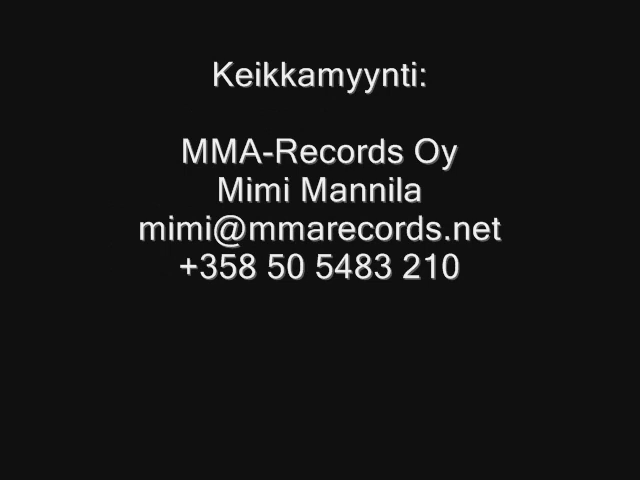 Keikkamyynti:
MMA-Records Oy
Mimi Mannila
mimi@mmarecords.net
+358 50 5483 210